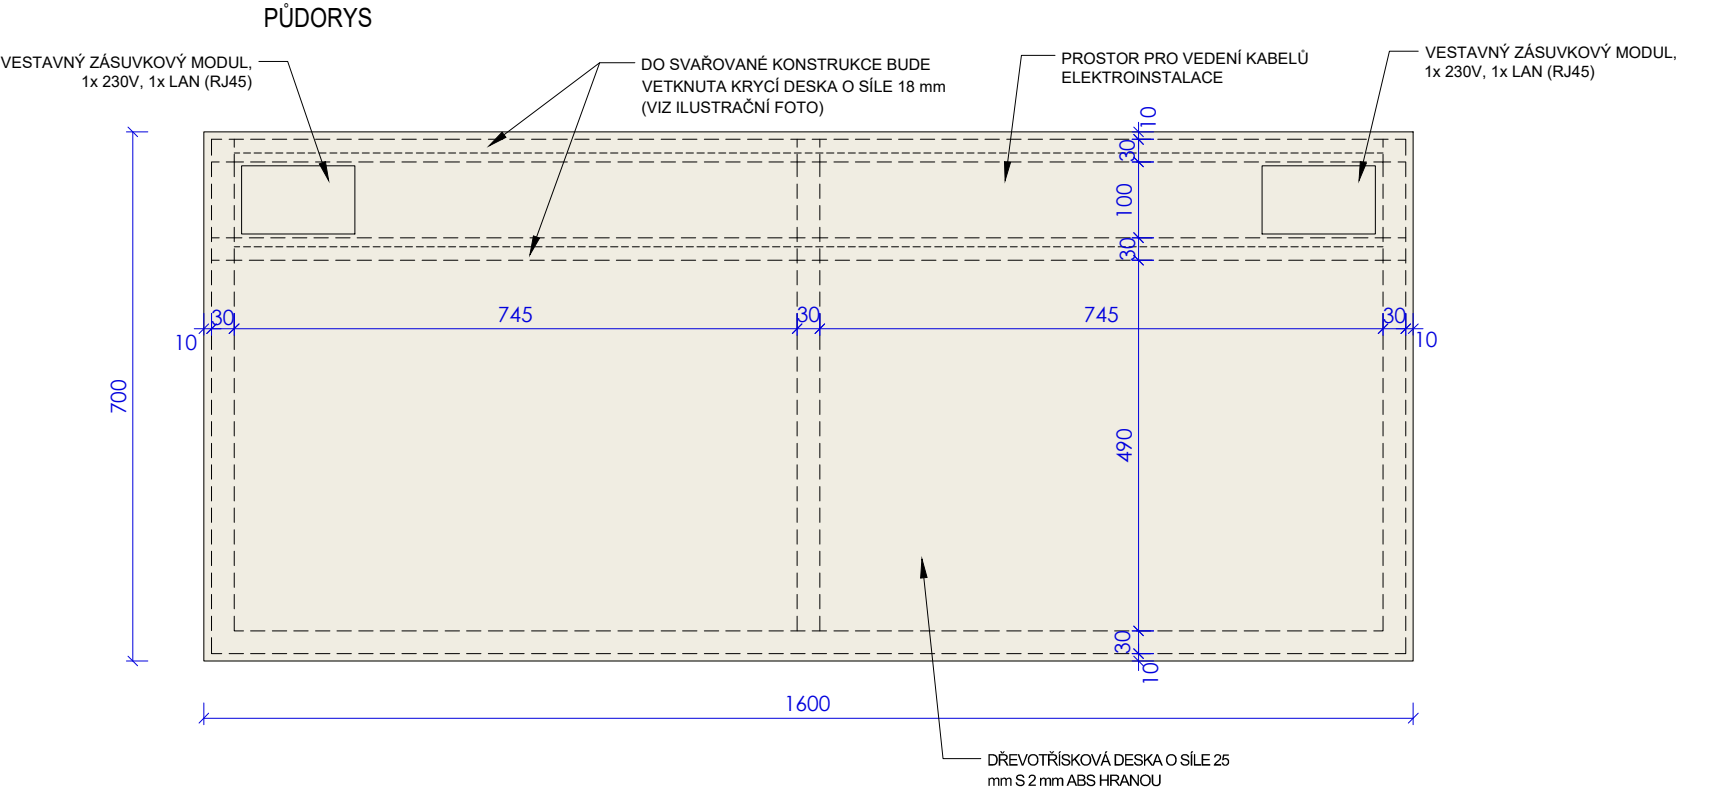 PŮDORYS
VESTAVNÝ ZÁSUVKOVÝ MODUL,
1x 230V, 1x LAN (RJ45)
DO SVAŘOVANÉ KONSTRUKCE BUDE
VETKNUTA KRYCÍ DESKA O SÍLE 18 mm
(VIZ ILUSTRAČNÍ FOTO)
PROSTOR PRO VEDENÍ KABELŮ
ELEKTROINSTALACE
VESTAVNÝ ZÁSUVKOVÝ MODUL,
1x 230V, 1x LAN (RJ45)
10
30
100
30
10
30
745
30
745
30
10
700
490
30
10
1600
DŘEVOTŘÍSKOVÁ DESKA O SÍLE 25
mm S 2 mm ABS HRANOU